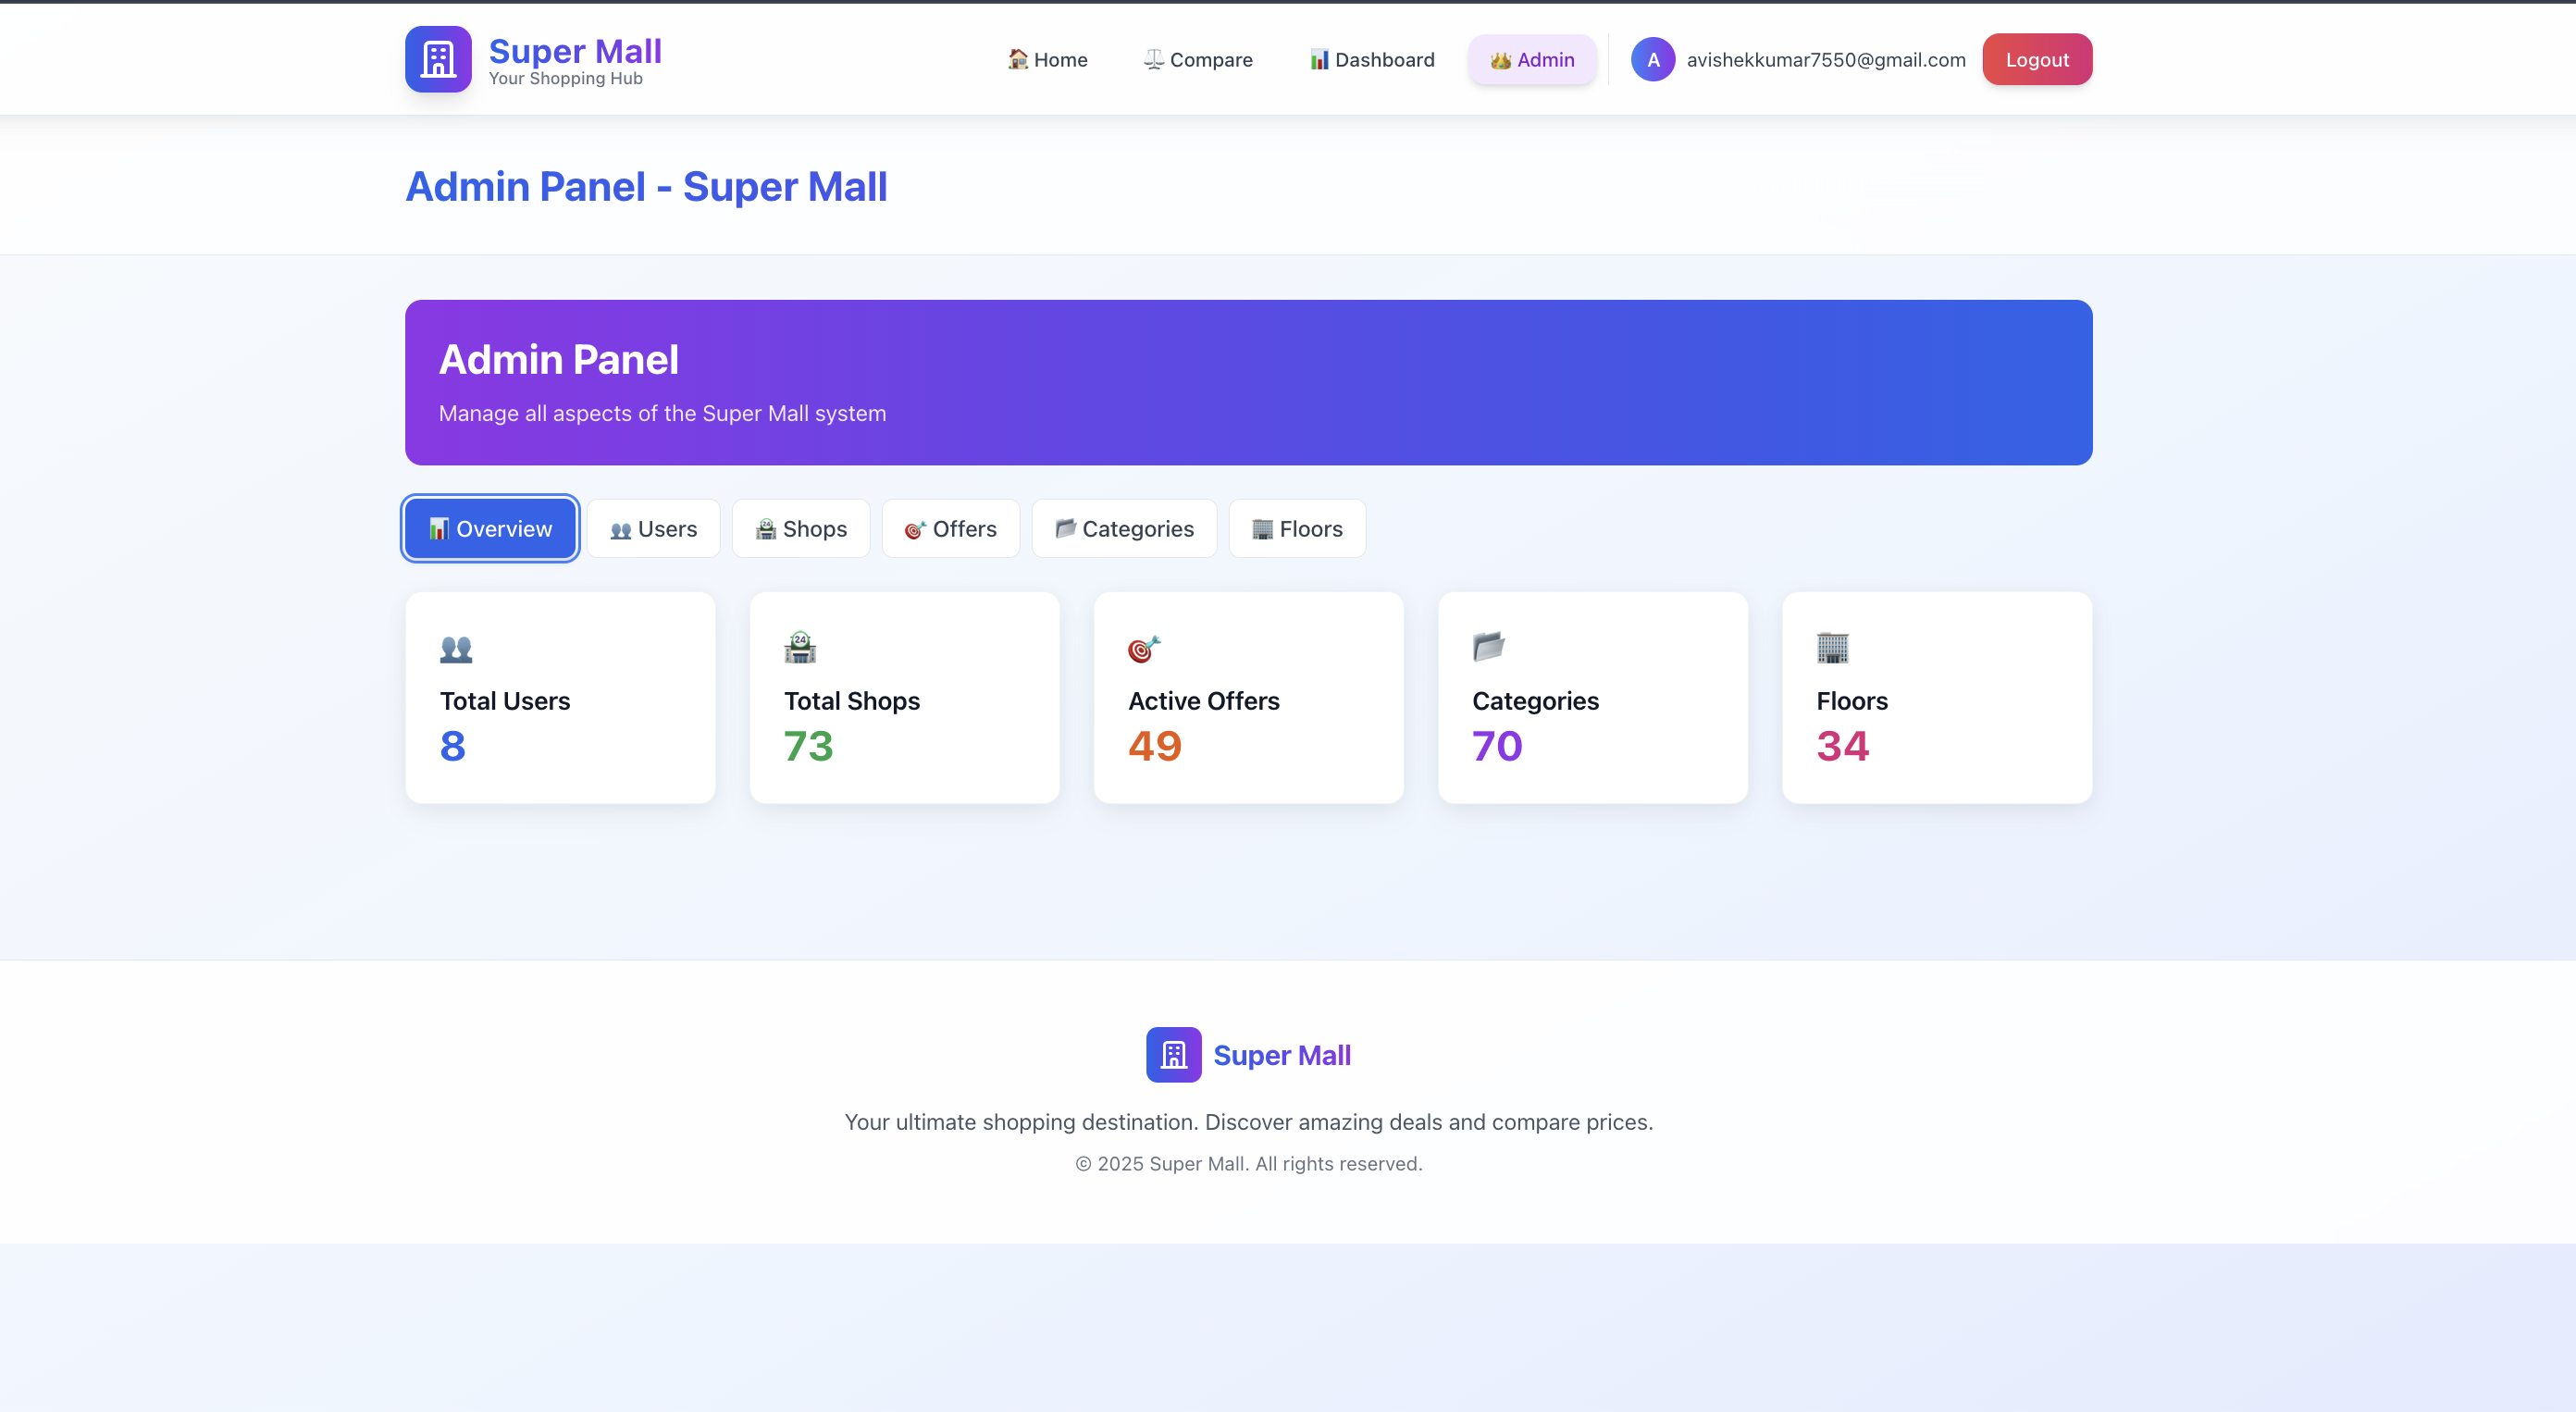 Super Mall
Your Shopping Hub
🏠 Home
⚖️ Compare
📊 Dashboard
👑 Admin
A
avishekkumar7550@gmail.com
Logout
Admin Panel - Super Mall
Admin Panel
Manage all aspects of the Super Mall system
📊 Overview
👥 Users
🏪 Shops
🎯 Offers
📁 Categories
🏢 Floors
Total Users
8
24
Total Shops
73
Active Offers
49
Categories
70
Floors
34
Super Mall
Your ultimate shopping destination. Discover amazing deals and compare prices.
© 2025 Super Mall. All rights reserved.